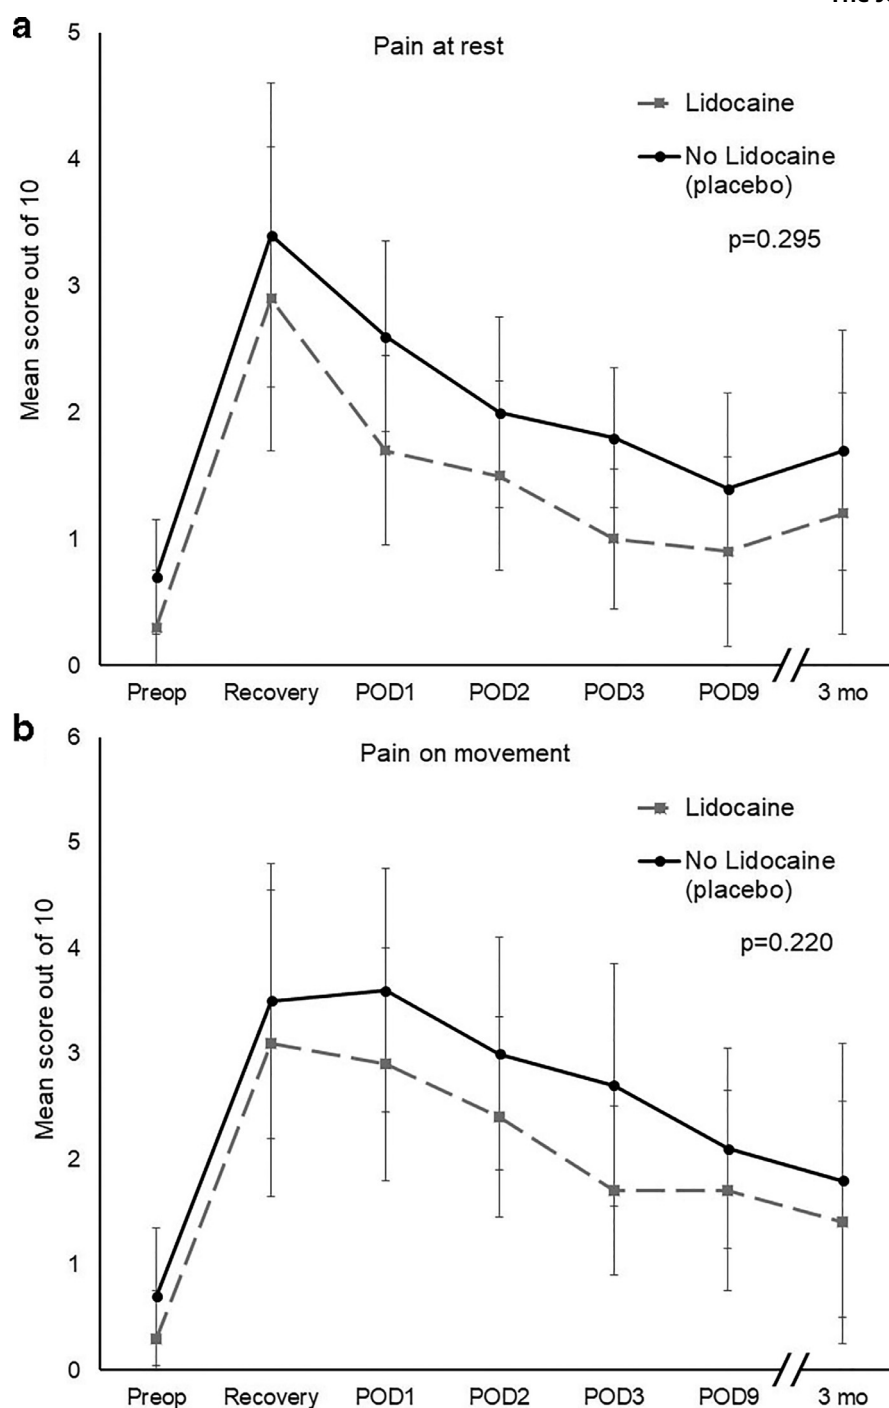 a
Pain at rest
5
4
3
2
1
0
Mean score out of 10
Lidocaine
No Lidocaine
(placebo)
p=0.295
Preop Recovery POD1 POD2 POD3 POD9 3 mo
b
Pain on movement
6
5
4
3
2
1
0
Mean score out of 10
Lidocaine
No Lidocaine
(placebo)
p=0.220
Preop Recovery POD1 POD2 POD3 POD9 3 mo